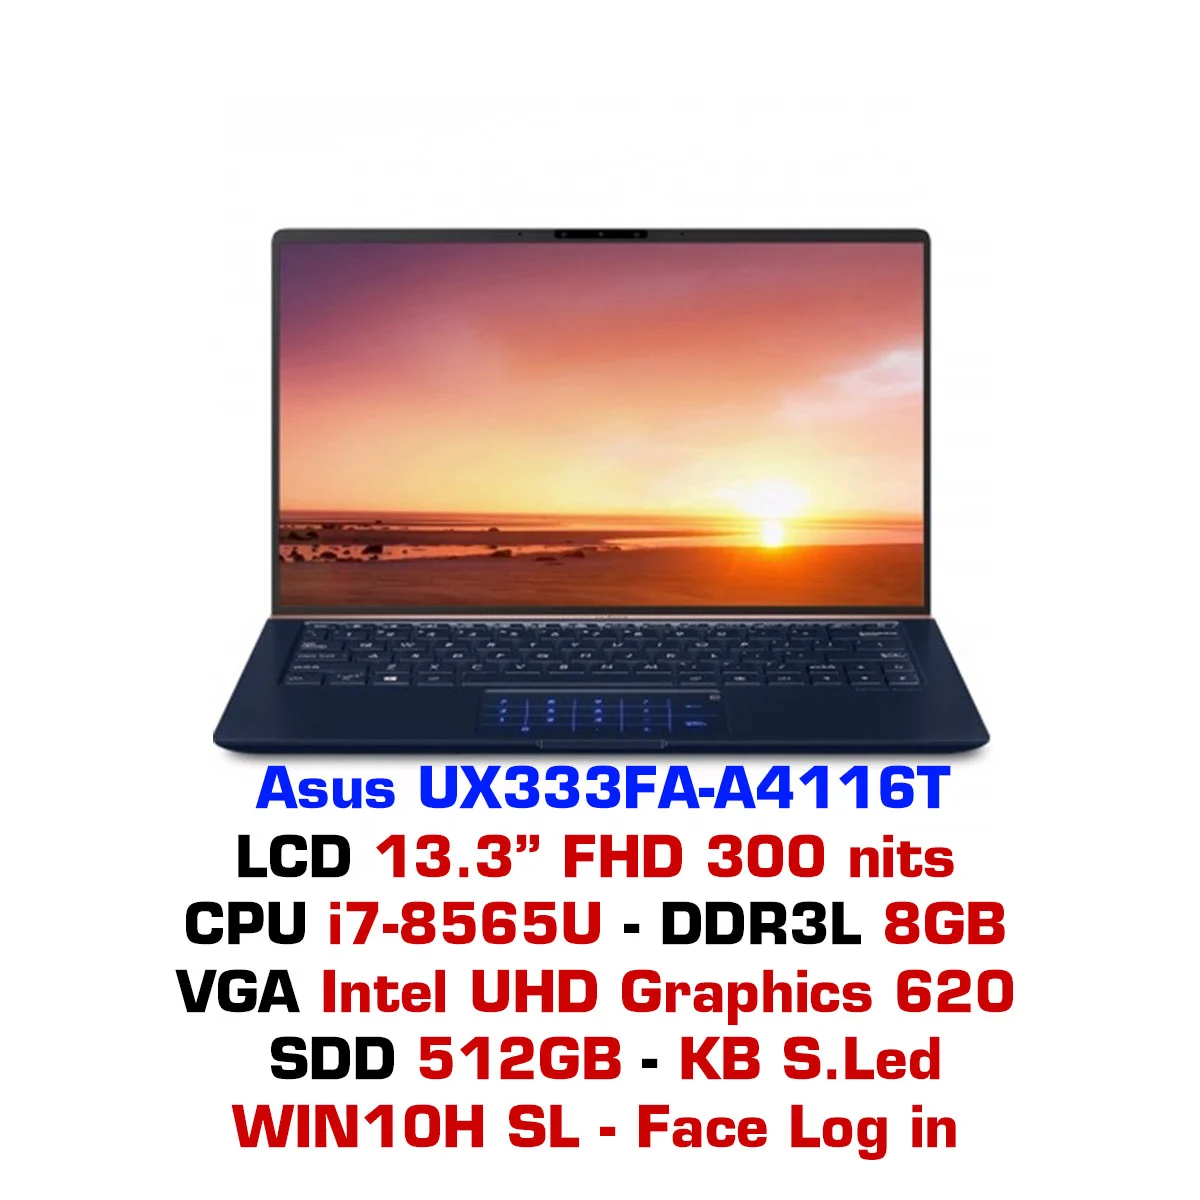 Asus UX333FA-A4116T
LCD 13.3” FHD 300 nits
CPU i7-8565U - DDR3L 8GB
VGA Intel UHD Graphics 620
SDD 512GB - KB S.Led
WIN10H SL - Face Log in